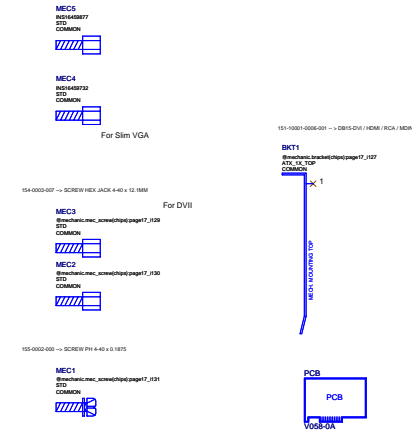 MEC5
INS16459877
STD
COMMON
MEC4
INS16459732
STD
COMMON
For Slim VGA
151-10001-0006-001 --> DB15-DVI / HDMI / RCA / MDIN
BKT1
@mechanic.bracket(chips):page17_i127
ATX_1X_TOP
COMMON
1
MECH. MOUNTING TOP
154-0003-007 --> SCREW HEX JACK 4-40 x 12.1MM
For DVII
MEC3
@mechanic.mec_screw(chips):page17_i129
STD
COMMON
MEC2
@mechanic.mec_screw(chips):page17_i130
STD
COMMON
155-0002-000 --> SCREW PH 4-40 x 0.1875
MEC1
@mechanic.mec_screw(chips):page17_i131
STD
COMMON
PCB
PCB
V058-0A